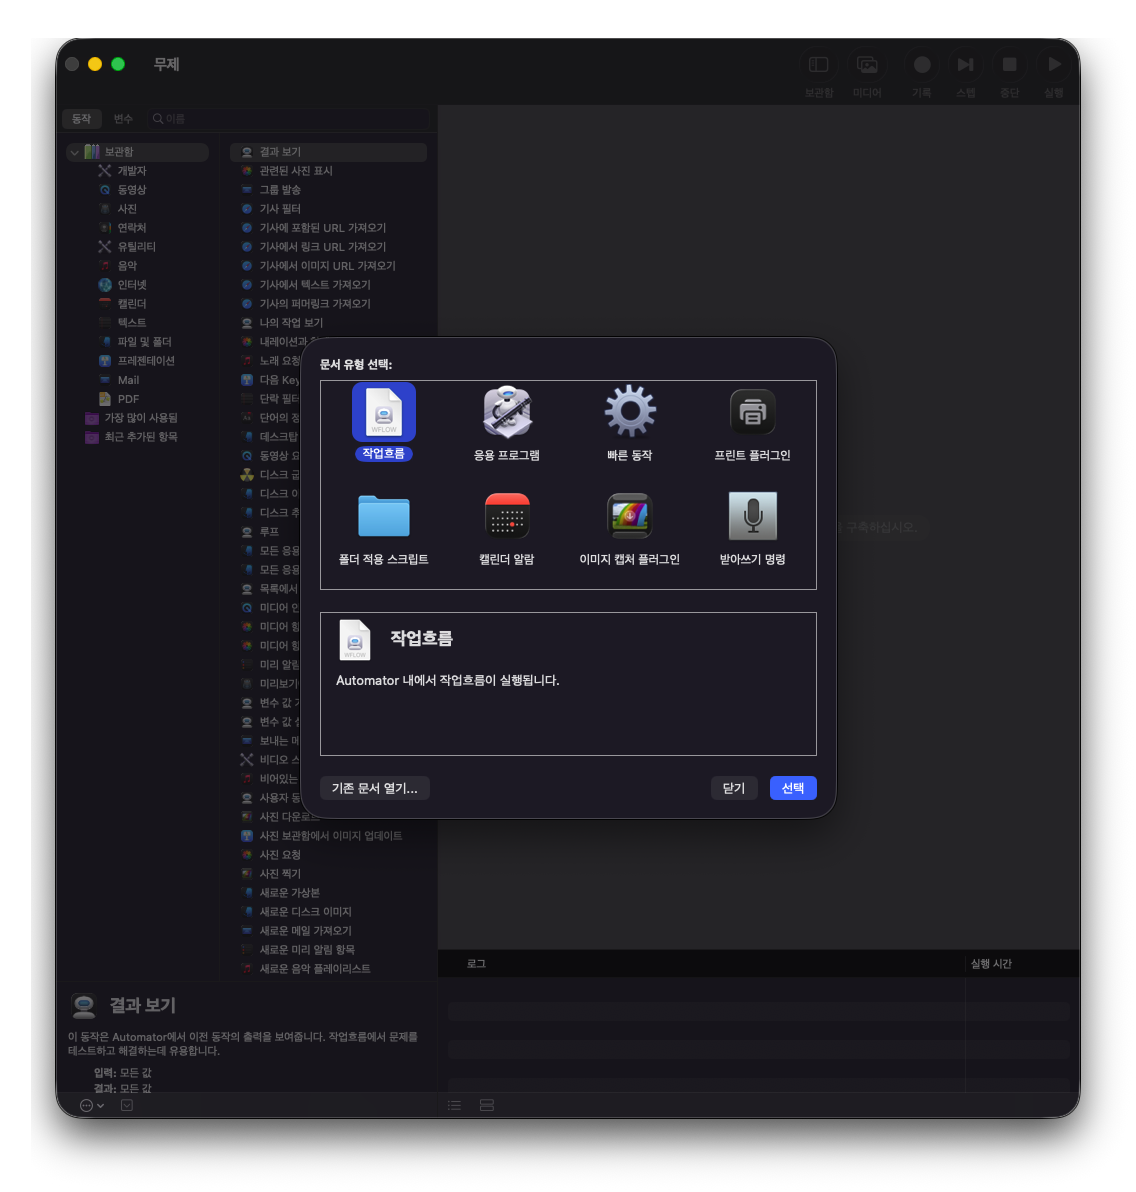 무제
보관함
미디어
기록
스텝
중단
실행
동작
변수
이름
보관함
개발자
동영상
사진
연락처
유틸리티
음악
인터넷
캘린더
텍스트
파일 및 폴더
프레젠테이션
Mail
PDF
가장 많이 사용됨
최근 추가된 항목
결과 보기
관련된 사진 표시
그룹 발송
기사 필터
기사에 포함된 URL 가져오기
기사에서 링크 URL 가져오기
기사에서 이미지 URL 가져오기
기사에서 텍스트 가져오기
기사의 퍼머링크 가져오기
나의 작업 보기
내레이션과
노래 요청
다음 Key
단락 필터
단어의 정
데스크탑
동영상
디스크
디스크 이
디스크 추
루프
모든 응용
모든 응용
목록에서
미디어 인
미디어 항
미디어 항
미리 알림
미리보기
변수 값
변수 값
보내는 메
비디오 스
비어있는
사용자 동
사진 다운로드
사진 보관함에서 이미지 업데이트
사진 요청
사진 찍기
새로운 가상본
새로운 디스크 이미지
새로운 메일 가져오기
새로운 미리 알림 항목
새로운 음악 플레이리스트
구축하십시오.
문서 유형 선택:
WFLOW
작업흐름
응용 프로그램
빠른 동작
프린트 플러그인
폴더 적용 스크립트
캘린더 알람
이미지 캡처 플러그인
받아쓰기 명령
WFLOW
작업흐름
Automator 내에서 작업흐름이 실행됩니다.
기존 문서 열기...
닫기
선택
로그
실행 시간
결과 보기
이 동작은 Automator에서 이전 동작의 출력을 보여줍니다. 작업흐름에서 문제를
테스트하고 해결하는데 유용합니다.
입력: 모든 값
결과: 모든 값